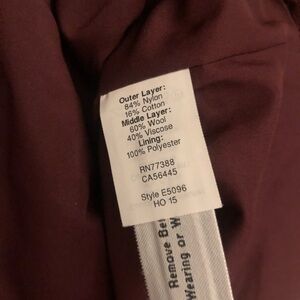 Outer Layer:
84% Nylon
16% Cotton
Middle Layer:
60% Wool
40% Viscose
Lining:
100% Polyester
RN77388
CA56445
Style E5096
HO 15
Remove Be
Wearing or W